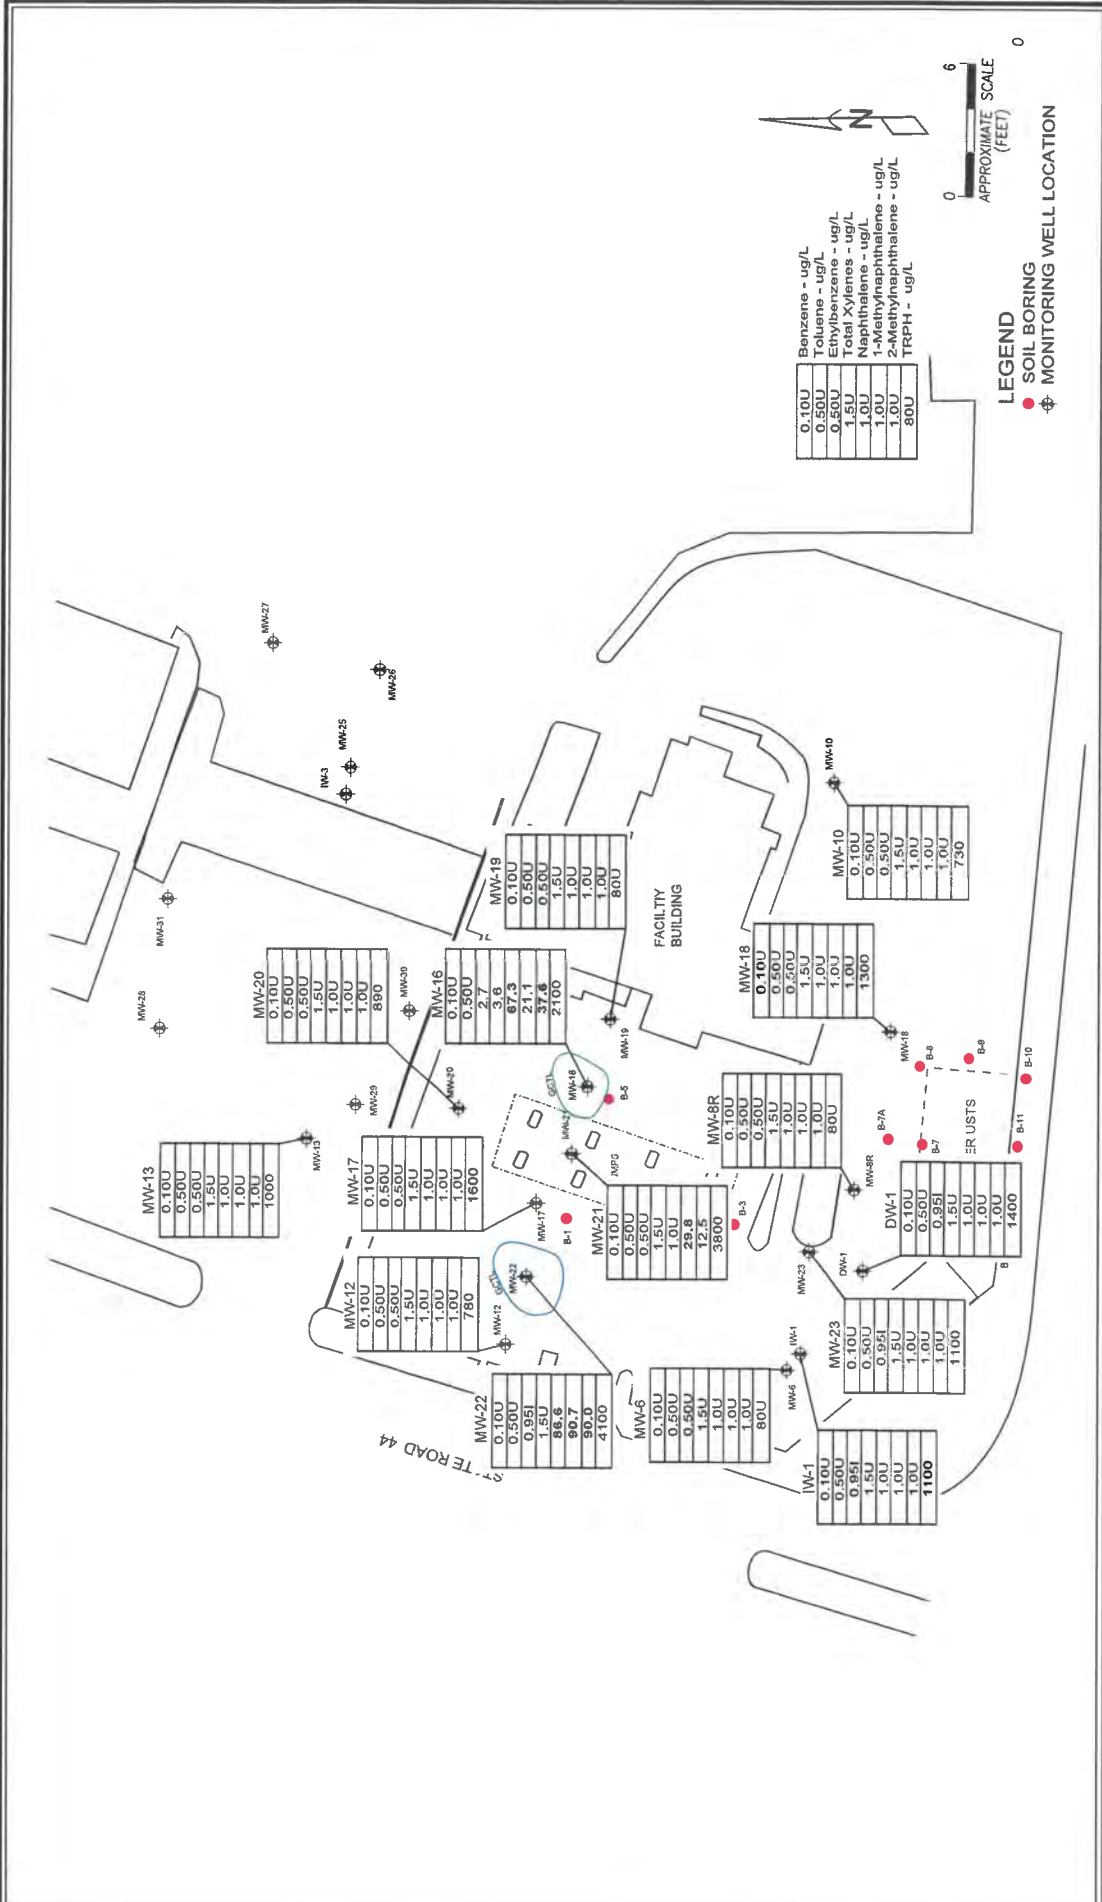 MW-27
MW-26
MW-25
IW-3
MW-31
MW-28
MW-30
MW-29
MW-13
0.10U
0.50U
0.50U
1.5U
1.0U
1.0U
1.0U
1000
MW-13
MW-20
0.10U
0.50U
0.50U
1.5U
1.0U
1.0U
1.0U
890
MW-20
MW-16
0.10U
0.50U
2.7
3.6
67.3
21.1
37.6
2100
GCTL
MW-16
MW-19
0.10U
0.50U
0.50U
1.5U
1.0U
1.0U
1.0U
80U
MW-19
MW-12
0.10U
0.50U
0.50U
1.5U
1.0U
1.0U
1.0U
780
MW-12
MW-17
0.10U
0.50U
0.50U
1.5U
1.0U
1.0U
1.0U
1600
MW-17
MW-22
0.10U
0.50U
0.95I
1.5U
86.6
90.7
90.0
4100
GCTL
MW-22
STATE ROAD 44
MW-21
0.10U
0.50U
0.50U
1.5U
1.0U
29.8
12.5
3800
MW-21
B-1
B-3
B-5
FACILTIY
BUILDING
MW-6
0.10U
0.50U
0.50U
1.5U
1.0U
1.0U
1.0U
80U
MW-6
IW-1
IW-1
0.10U
0.50U
0.95I
1.5U
1.0U
1.0U
1.0U
1100
MW-23
MW-23
0.10U
0.50U
0.95I
1.5U
1.0U
1.0U
1.0U
1100
MW-8R
0.10U
0.50U
0.50U
1.5U
1.0U
1.0U
1.0U
80U
MW-8R
DW-1
DW-1
0.10U
0.50U
0.95I
1.5U
1.0U
1.0U
1.0U
1400
B
MW-18
0.10U
0.50U
0.50U
1.5U
1.0U
1.0U
1.0U
1300
MW-18
MW-10
MW-10
0.10U
0.50U
0.50U
1.5U
1.0U
1.0U
1.0U
730
B-7A
B-7
B-8
B-9
B-10
B-11
ER USTS
0.10U Benzene - ug/L
0.50U Toluene - ug/L
0.50U Ethylbenzene - ug/L
1.5U Total Xylenes - ug/L
1.0U Naphthalene - ug/L
1.0U 1-Methylnaphthalene - ug/L
1.0U 2-Methylnaphthalene - ug/L
80U TRPH - ug/L
N
0 6
APPROXIMATE SCALE
(FEET)
0
LEGEND
SOIL BORING
MONITORING WELL LOCATION